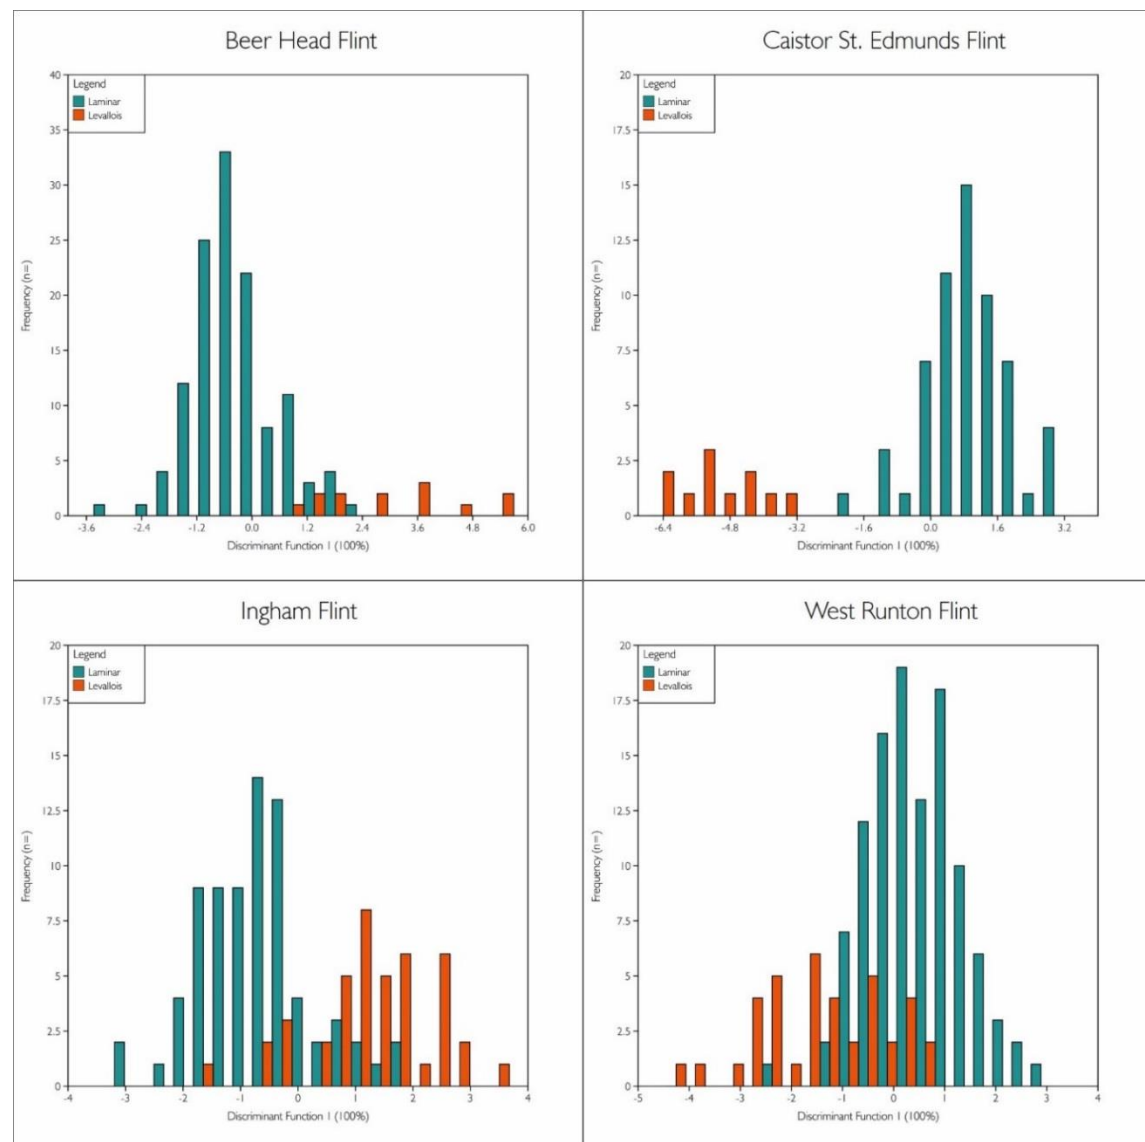 Beer Head Flint
Legend
Laminar
Levallois
40
35
30
25
20
15
10
5
0
Frequency (n=)
-3.6 -2.4 -1.2 0.0 1.2 2.4 3.6 4.8 6.0
Discriminant Function 1 (100%)
Caistor St. Edmunds Flint
Legend
Laminar
Levallois
20
17.5
15
12.5
10
7.5
5
2.5
0
Frequency (n=)
-6.4 -4.8 -3.2 -1.6 0.0 1.6 3.2
Discriminant Function 1 (100%)
Ingham Flint
Legend
Laminar
Levallois
20
17.5
15
12.5
10
7.5
5
2.5
0
Frequency (n=)
-4 -3 -2 -1 0 1 2 3 4
Discriminant Function 1 (100%)
West Runton Flint
Legend
Laminar
Levallois
20
17.5
15
12.5
10
7.5
5
2.5
0
Frequency (n=)
-5 -4 -3 -2 -1 0 1 2 3 4
Discriminant Function 1 (100%)